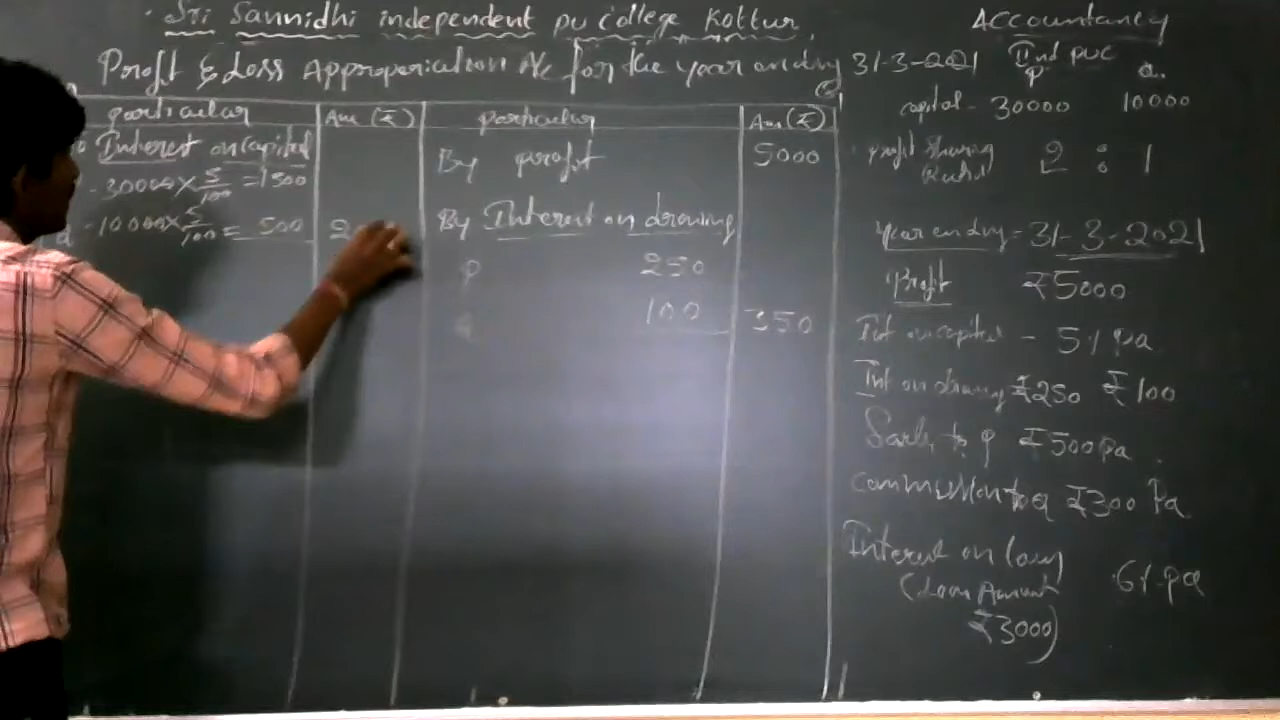 Sri Sannidhi independent pu college Kottur.
Profit & Loss Approperication A/c for the year ending 31-3-2021
particular Am (₹) particular Am (₹)
Interest on capital
By profit 5000
- 30000 × 5/100 = 1500
- 10000 × 5/100 = 500
By Interest on drawing
P 250
100 350
Accountancy
IInd PUC
P Q
capital - 30000 10000
profit sharing 2 : 1
Year ending - 31-3-2021
Profit ₹5000
Int on capital - 5% Pa
Int on drawing ₹250 ₹100
to P ₹500 Pa
commission to Q ₹300 Pa
Interest on loan 6% pa
(Loan Amount
₹3000)